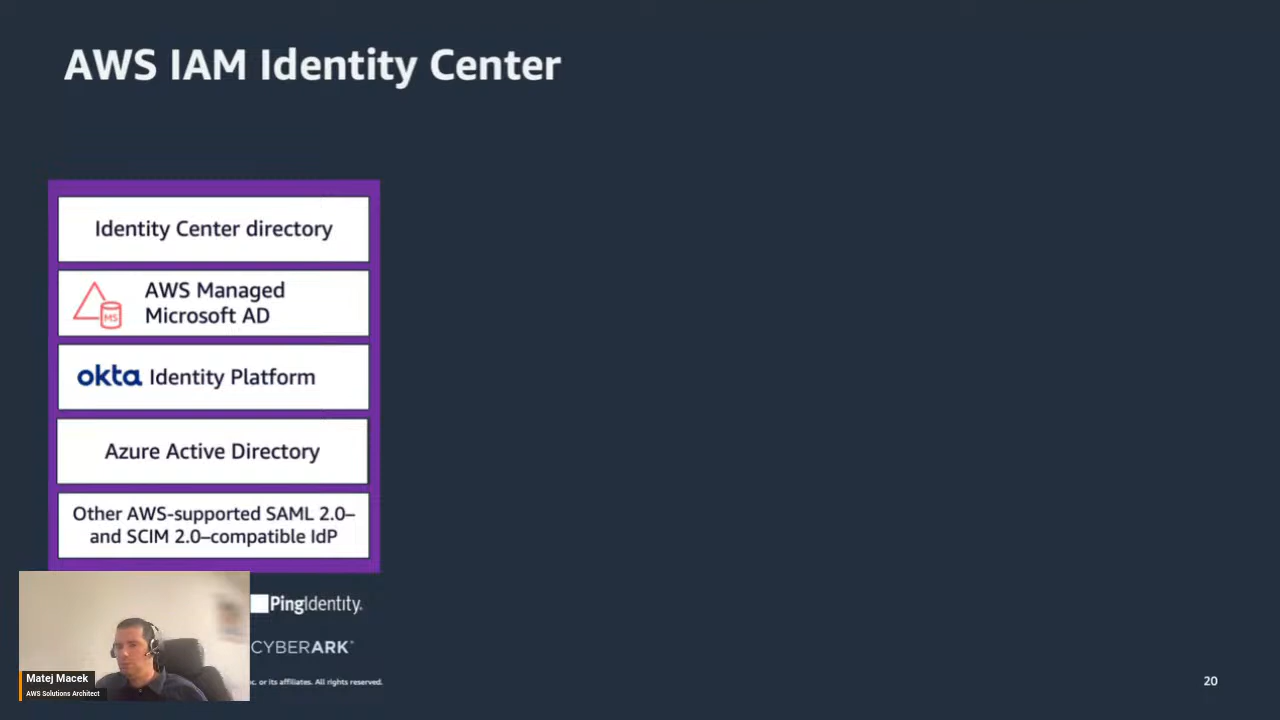 AWS IAM Identity Center
Identity Center directory
MS
AWS Managed
Microsoft AD
okta Identity Platform
Azure Active Directory
Other AWS-supported SAML 2.0–
and SCIM 2.0–compatible IdP
PingIdentity.
CYBERARK
Matej Macek
AWS Solutions Architect
or its affiliates. All rights reserved.
20